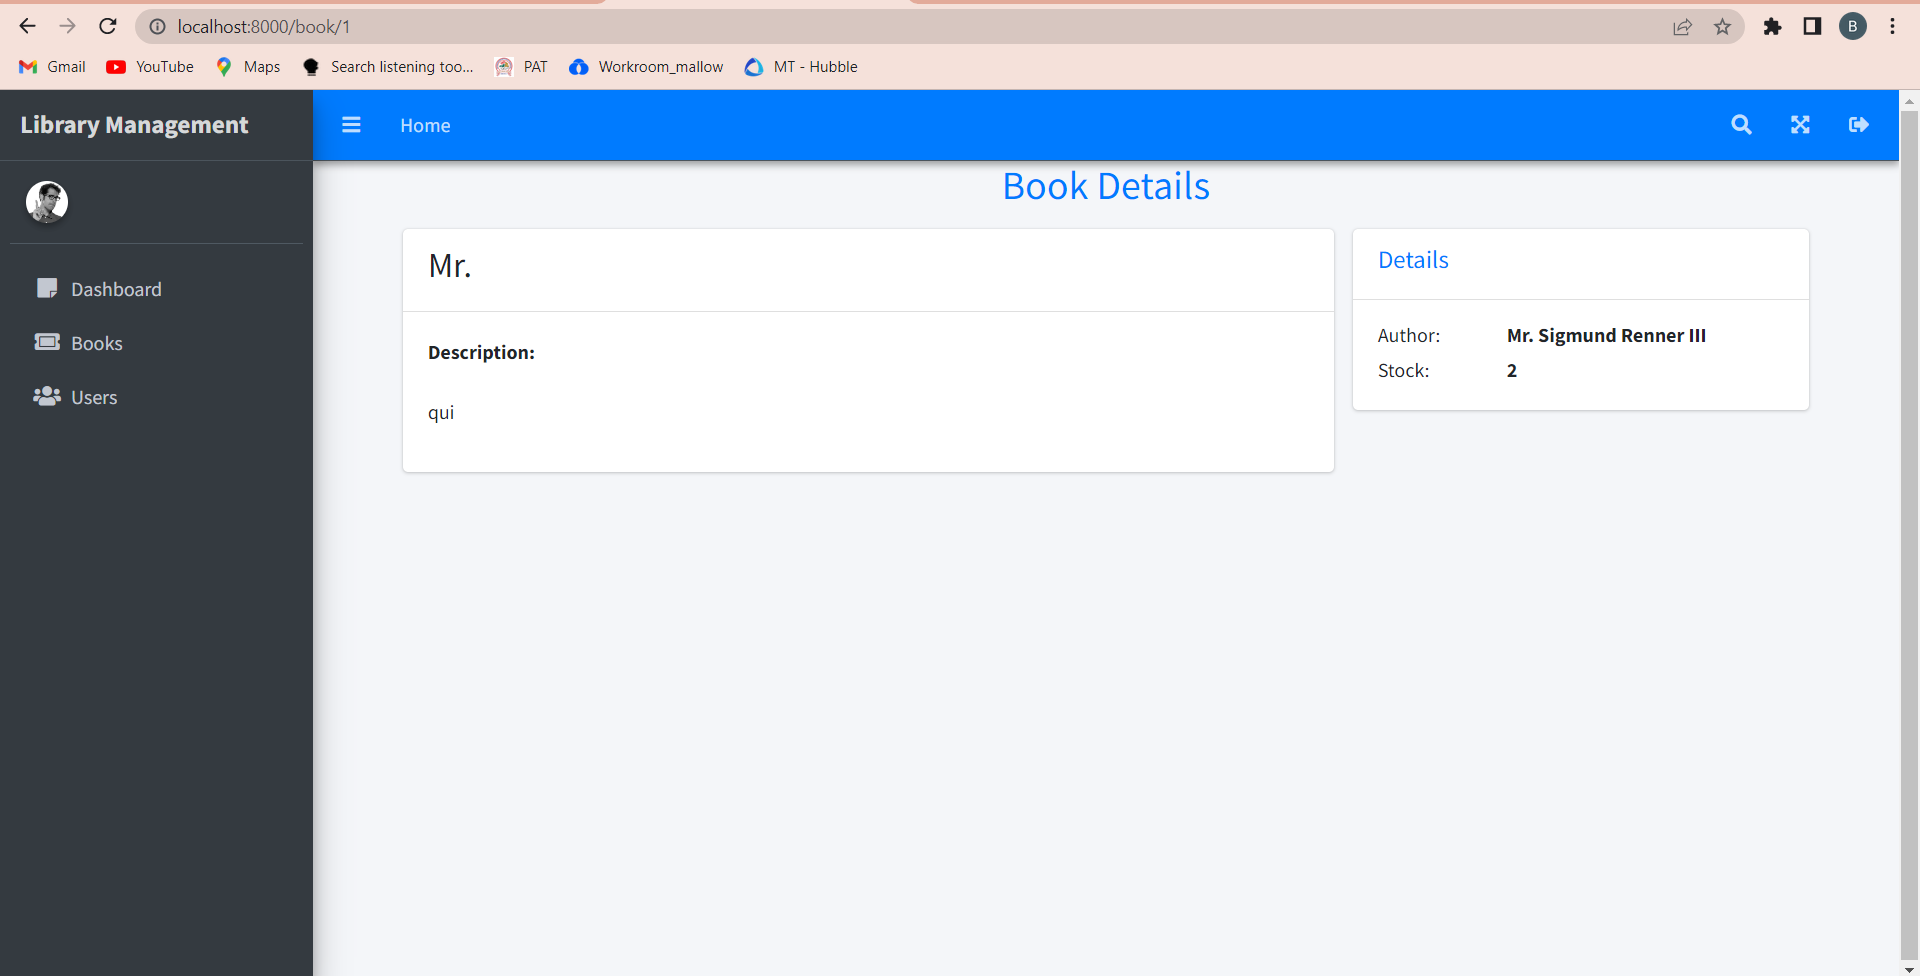 localhost:8000/book/1
B
Gmail YouTube Maps Search listening too... PAT Workroom_mallow MT - Hubble
Library Management
Home
Book Details
Dashboard
Books
Users
Mr.
Description:
qui
Details
Author: Mr. Sigmund Renner III
Stock: 2